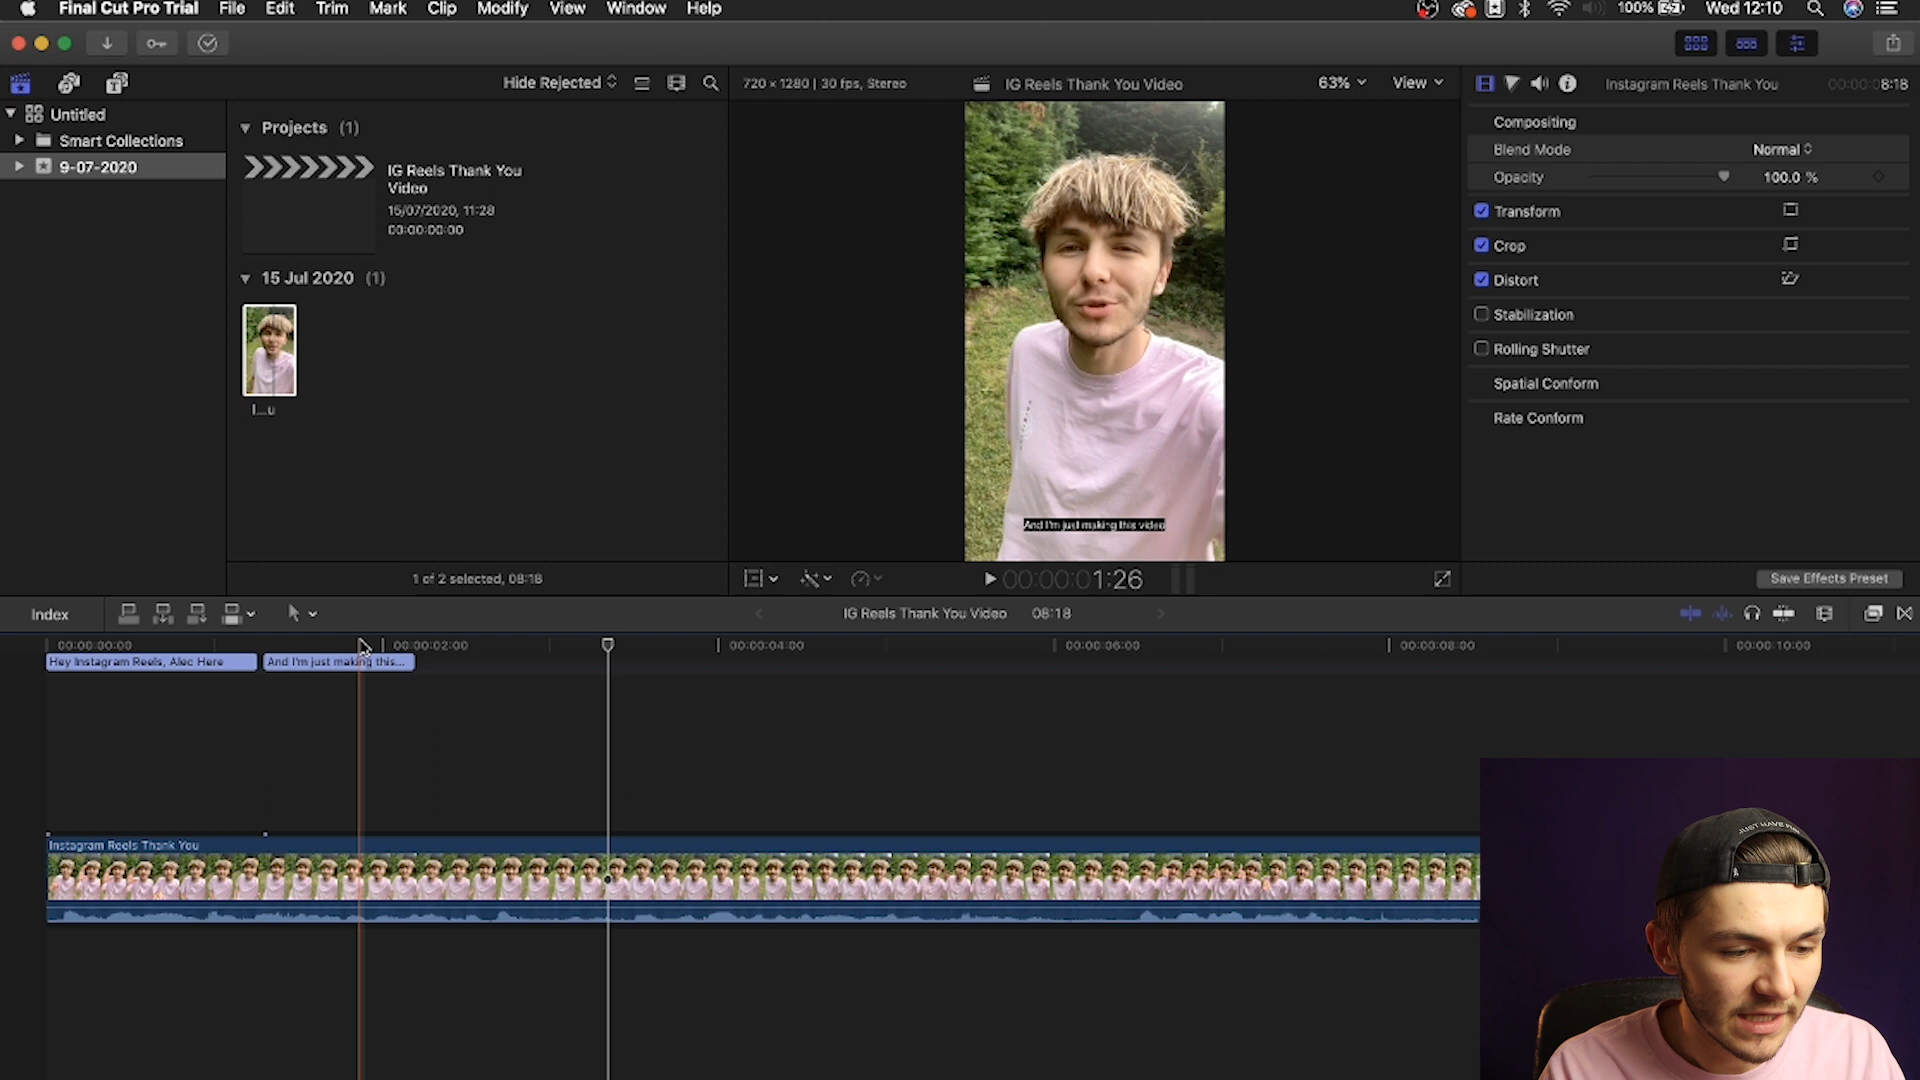 Final Cut Pro Trial File Edit Trim Mark Clip Modify View Window Help 100% Wed 12:10
Hide Rejected 720 x 1280 | 30 fps, Stereo IG Reels Thank You Video 63% View Instagram Reels Thank You 00:00:08:18
Untitled
Smart Collections
9-07-2020
Projects (1)
IG Reels Thank You
Video
15/07/2020, 11:28
00:00:00:00
15 Jul 2020 (1)
I...u
1 of 2 selected, 08:18
And I'm just making this video
00:00:01:26
Compositing
Blend Mode Normal
Opacity 100.0 %
Transform
Crop
Distort
Stabilization
Rolling Shutter
Spatial Conform
Rate Conform
Save Effects Preset
Index IG Reels Thank You Video 08:18
00:00:00:00 00:00:02:00 00:00:04:00 00:00:06:00 00:00:08:00 00:00:10:00
Hey Instagram Reels, Alec Here And I'm just making this...
Instagram Reels Thank You